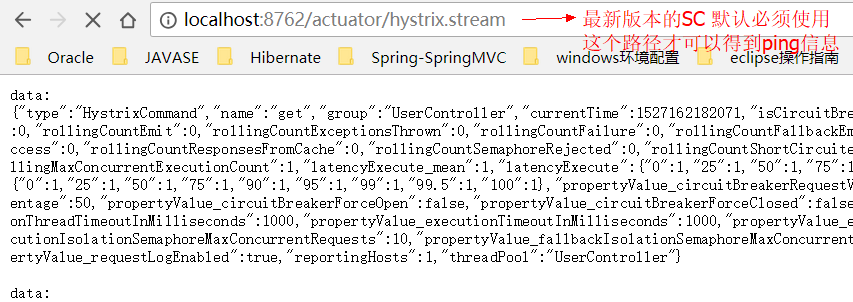 localhost:8762/actuator/hystrix.stream
最新版本的SC 默认必须使用
这个路径才可以得到ping信息
Oracle JAVASE Hibernate Spring-SpringMVC windows环境配置 eclipse操作指南
data:
{"type":"HystrixCommand","name":"get","group":"UserController","currentTime":1527162182071,"isCircuitBre
:0,"rollingCountEmit":0,"rollingCountExceptionsThrown":0,"rollingCountFailure":0,"rollingCountFallbackEm
ccess":0,"rollingCountResponsesFromCache":0,"rollingCountSemaphoreRejected":0,"rollingCountShortCircuite
llingMaxConcurrentExecutionCount":1,"latencyExecute_mean":1,"latencyExecute":{"0":1,"25":1,"50":1,"75":1
{"0":1,"25":1,"50":1,"75":1,"90":1,"95":1,"99":1,"99.5":1,"100":1},"propertyValue_circuitBreakerRequestV
entage":50,"propertyValue_circuitBreakerForceOpen":false,"propertyValue_circuitBreakerForceClosed":false
onThreadTimeoutInMilliseconds":1000,"propertyValue_executionTimeoutInMilliseconds":1000,"propertyValue_e
cutionIsolationSemaphoreMaxConcurrentRequests":10,"propertyValue_fallbackIsolationSemaphoreMaxConcurrent
ertyValue_requestLogEnabled":true,"reportingHosts":1,"threadPool":"UserController"}
data: